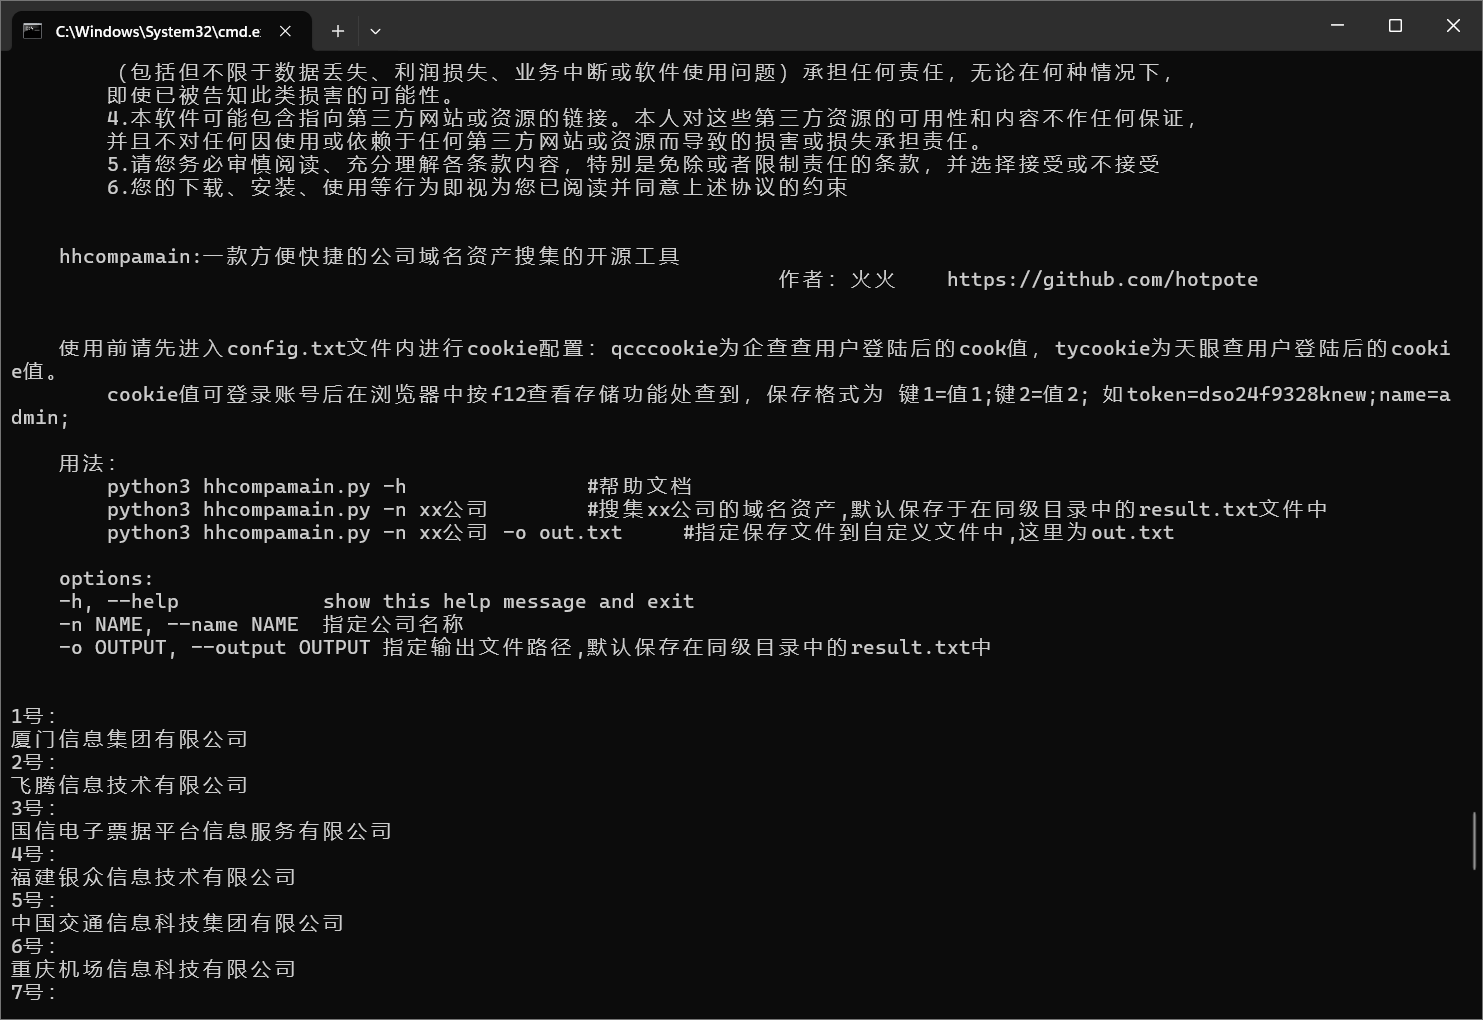 C:\Windows\System32\cmd.e
（包括但不限于数据丢失、利润损失、业务中断或软件使用问题）承担任何责任，无论在何种情况下，
即使已被告知此类损害的可能性。
4.本软件可能包含指向第三方网站或资源的链接。本人对这些第三方资源的可用性和内容不作任何保证，
并且不对任何因使用或依赖于任何第三方网站或资源而导致的损害或损失承担责任。
5.请您务必审慎阅读、充分理解各条款内容，特别是免除或者限制责任的条款，并选择接受或不接受
6.您的下载、安装、使用等行为即视为您已阅读并同意上述协议的约束
hhcompamain:一款方便快捷的公司域名资产搜集的开源工具
作者：火火    https://github.com/hotpote
使用前请先进入config.txt文件内进行cookie配置：qcccookie为企查查用户登陆后的cook值，tycookie为天眼查用户登陆后的cooki
e值。
cookie值可登录账号后在浏览器中按f12查看存储功能处查到，保存格式为 键1=值1;键2=值2; 如token=dso24f9328knew;name=a
dmin;
用法：
python3 hhcompamain.py -h               #帮助文档
python3 hhcompamain.py -n xx公司        #搜集xx公司的域名资产,默认保存于在同级目录中的result.txt文件中
python3 hhcompamain.py -n xx公司 -o out.txt     #指定保存文件到自定义文件中,这里为out.txt
options:
-h, --help            show this help message and exit
-n NAME, --name NAME  指定公司名称
-o OUTPUT, --output OUTPUT 指定输出文件路径,默认保存在同级目录中的result.txt中
1号：
厦门信息集团有限公司
2号：
飞腾信息技术有限公司
3号：
国信电子票据平台信息服务有限公司
4号：
福建银众信息技术有限公司
5号：
中国交通信息科技集团有限公司
6号：
重庆机场信息科技有限公司
7号：